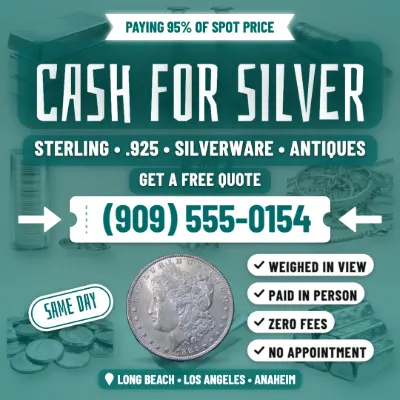 PAYING 95% OF SPOT PRICE
CASH FOR SILVER
STERLING • .925 • SILVERWARE • ANTIQUES
GET A FREE QUOTE
(909) 555-0154
WEIGHED IN VIEW
PAID IN PERSON
SAME DAY
ZERO FEES
NO APPOINTMENT
LONG BEACH • LOS ANGELES • ANAHEIM